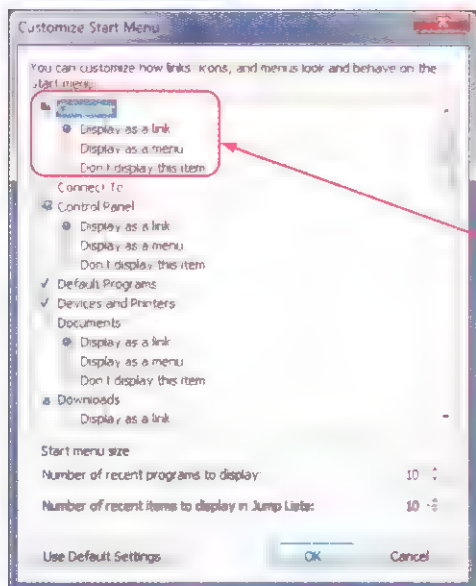 Customize Start Menu
You can customize how links, icons, and menus look and behave on the
start menu.
Display as a link
Display as a menu
Don't display this item
Connect To
Control Panel
Display as a link
Display as a menu
Don't display this item
Default Programs
Devices and Printers
Documents
Display as a link
Display as a menu
Don't display this item
Downloads
Display as a link
Start menu size
Number of recent programs to display: 10
Number of recent items to display in Jump Lists: 10
Use Default Settings OK Cancel